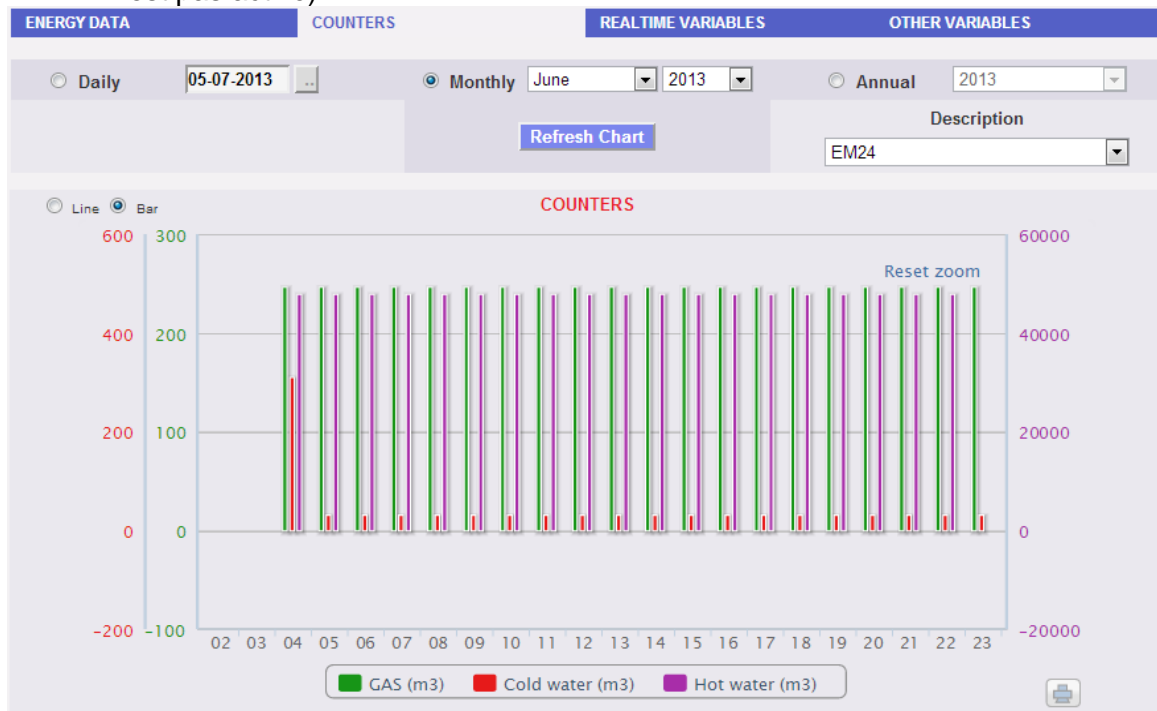 ENERGY DATA COUNTERS REALTIME VARIABLES OTHER VARIABLES
Daily 05-07-2013 .. Monthly June 2013 Annual 2013
Refresh Chart Description
EM24
Line Bar COUNTERS
600 300 60000
Reset zoom
400 200 40000
200 100 20000
0 0 0
-200 -100 -20000
02 03 04 05 06 07 08 09 10 11 12 13 14 15 16 17 18 19 20 21 22 23
GAS (m3) Cold water (m3) Hot water (m3)